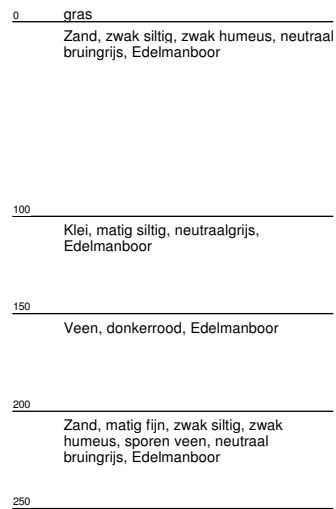 0 gras
Zand, zwak siltig, zwak humeus, neutraal
bruingrijs, Edelmanboor
100
Klei, matig siltig, neutraalgrijs,
Edelmanboor
150
Veen, donkerrood, Edelmanboor
200
Zand, matig fijn, zwak siltig, zwak
humeus, sporen veen, neutraal
bruingrijs, Edelmanboor
250